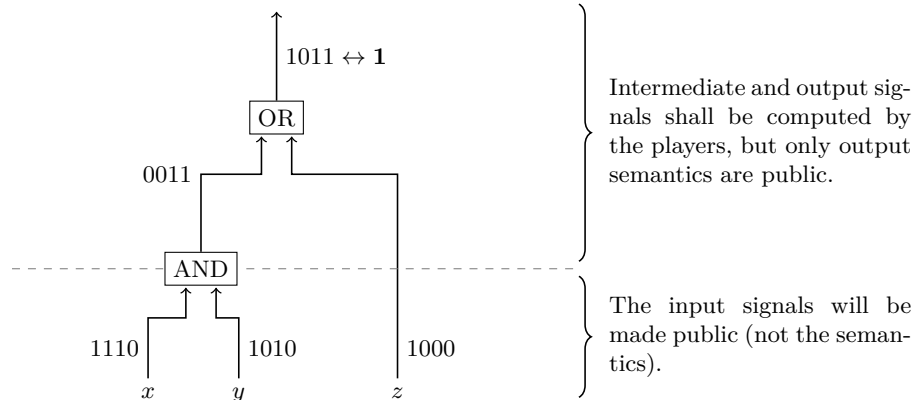 1011 ↔ 1
OR
Intermediate and output sig-
nals shall be computed by
the players, but only output
semantics are public.
0011
AND
The input signals will be
made public (not the seman-
tics).
1110
1010
1000
x
y
z